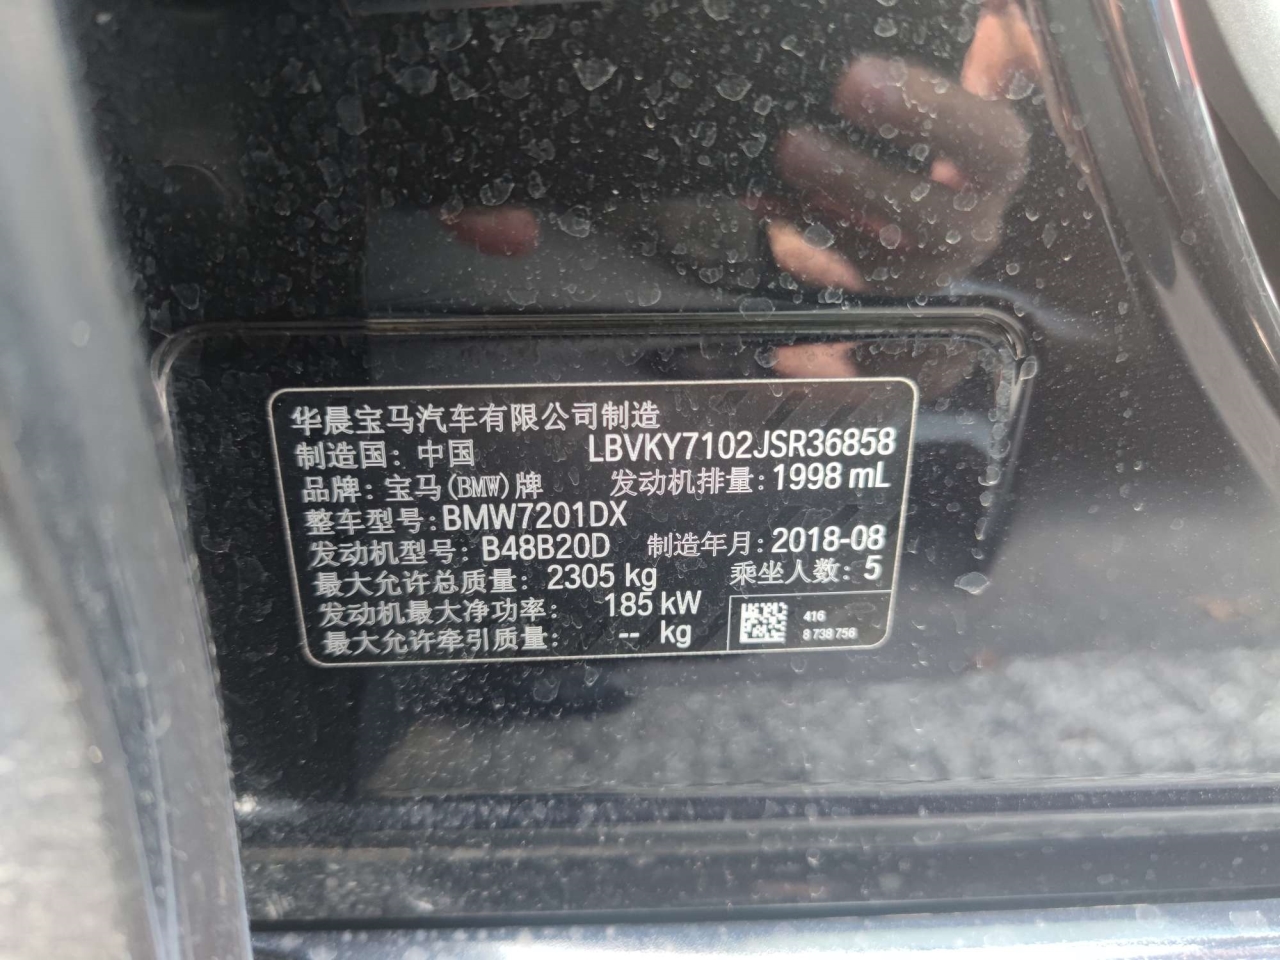 华晨宝马汽车有限公司制造
制造国：中国 LBVKY7102JSR36858
品牌：宝马(BMW)牌 发动机排量：1998 mL
整车型号：BMW7201DX
发动机型号：B48B20D 制造年月：2018-08
最大允许总质量：2305 kg 乘坐人数：5
发动机最大净功率：185 kW
最大允许牵引质量：-- kg
416
8 738 756